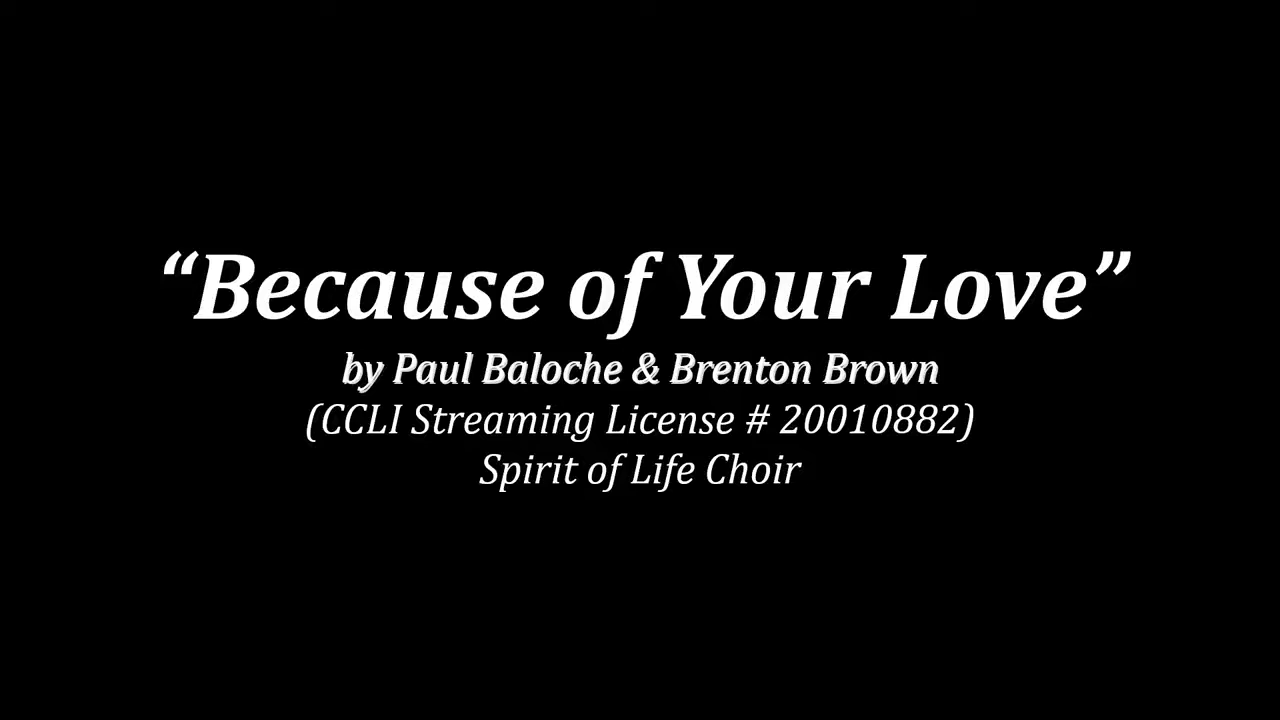 “Because of Your Love”
by Paul Baloche & Brenton Brown
(CCLI Streaming License # 20010882)
Spirit of Life Choir